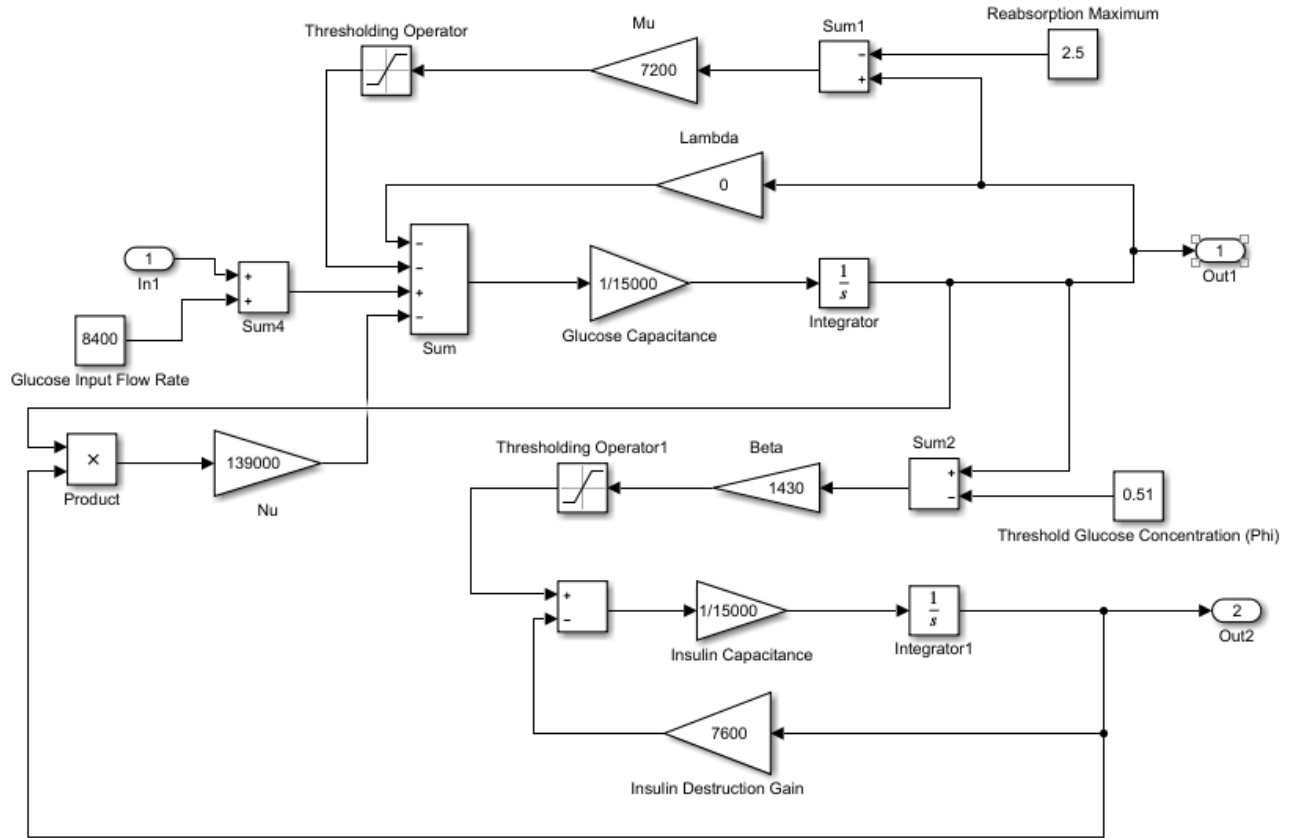 Reabsorption Maximum
Mu
Sum1
Thresholding Operator
-
2.5
7200
+
Lambda
0
1
+
-
-
In1
+
1/15000
1
s
1
Out1
+
-
Sum4
8400
Sum
Glucose Capacitance
Integrator
Glucose Input Flow Rate
×
139000
Thresholding Operator1
Beta
Sum2
+
1430
-
0.51
Product
Nu
Threshold Glucose Concentration (Phi)
+
-
1/15000
1
s
2
Out2
Insulin Capacitance
Integrator1
7600
Insulin Destruction Gain